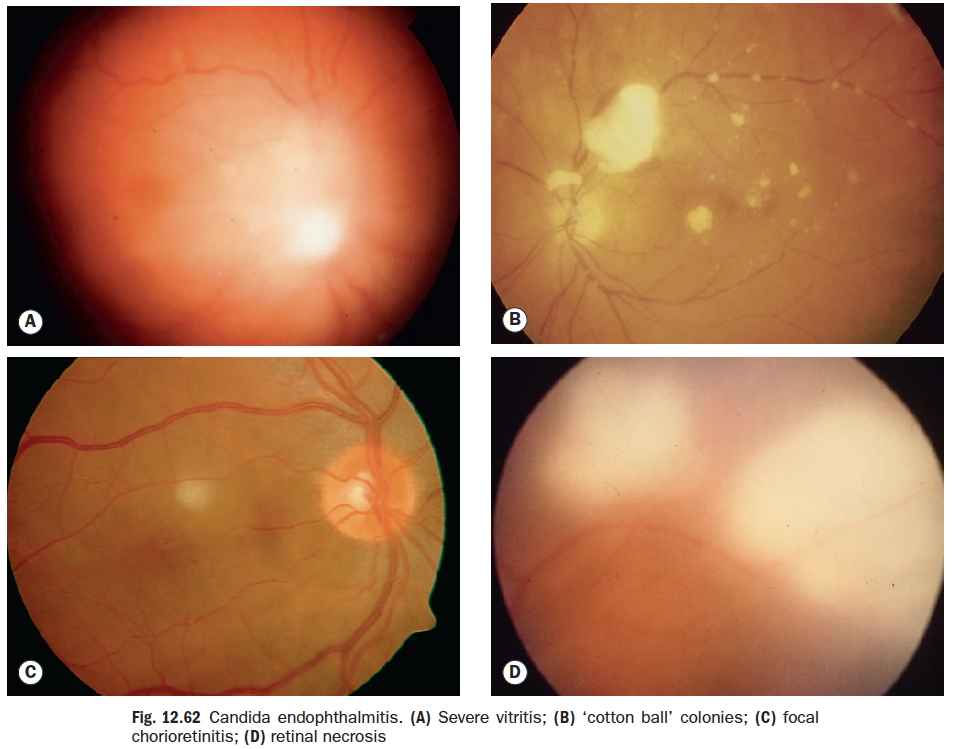 A
B
C
D
Fig. 12.62 Candida endophthalmitis. (A) Severe vitritis; (B) ‘cotton ball’ colonies; (C) focal
chorioretinitis; (D) retinal necrosis